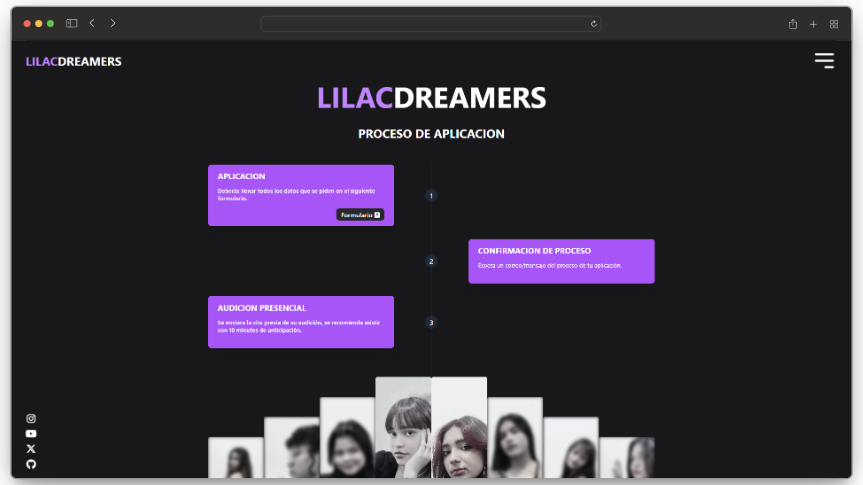 LILACDREAMERS
LILACDREAMERS
PROCESO DE APLICACION
APLICACION
Deberás llenar todos los datos que se piden en el siguiente
formulario.
Formulario
1
CONFIRMACION DE PROCESO
Espera un correo/mensaje del proceso de tu aplicación.
2
AUDICION PRESENCIAL
Se enviara la cita previa de su audición, se recomienda asistir
con 10 minutos de anticipación.
3